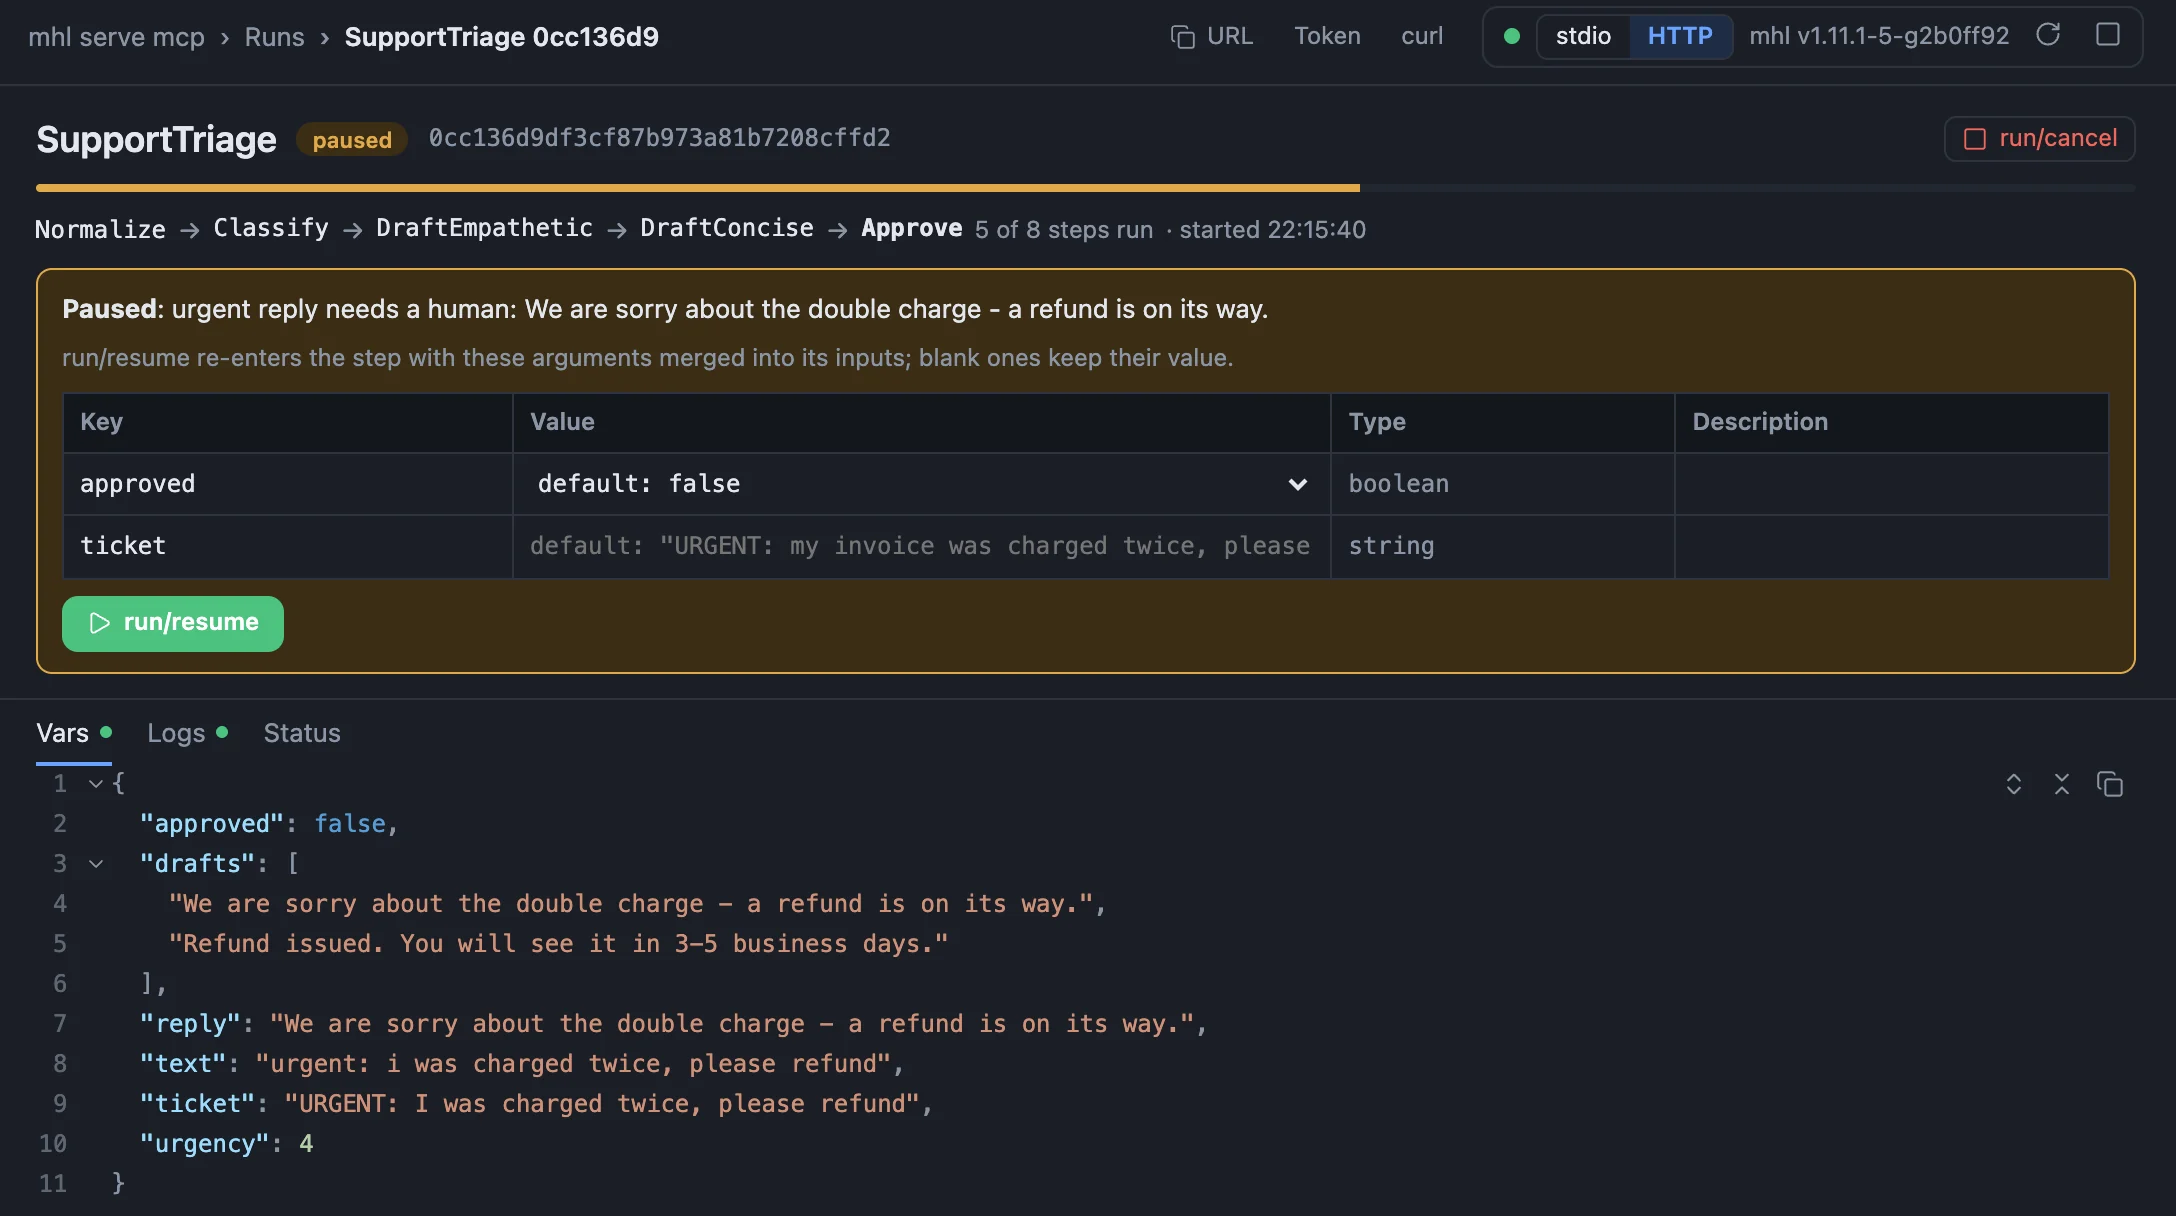 mhl serve mcp › Runs › SupportTriage 0cc136d9 URL Token curl stdio HTTP mhl v1.11.1-5-g2b0ff92
SupportTriage paused 0cc136d9df3cf87b973a81b7208cffd2 run/cancel
Normalize → Classify → DraftEmpathetic → DraftConcise → Approve 5 of 8 steps run · started 22:15:40
Paused: urgent reply needs a human: We are sorry about the double charge - a refund is on its way.
run/resume re-enters the step with these arguments merged into its inputs; blank ones keep their value.
Key Value Type Description
approved default: false boolean
ticket default: "URGENT: my invoice was charged twice, please string
run/resume
Vars Logs Status
1 {
2 "approved": false,
3 "drafts": [
4 "We are sorry about the double charge - a refund is on its way.",
5 "Refund issued. You will see it in 3-5 business days."
6 ],
7 "reply": "We are sorry about the double charge - a refund is on its way.",
8 "text": "urgent: i was charged twice, please refund",
9 "ticket": "URGENT: I was charged twice, please refund",
10 "urgency": 4
11 }